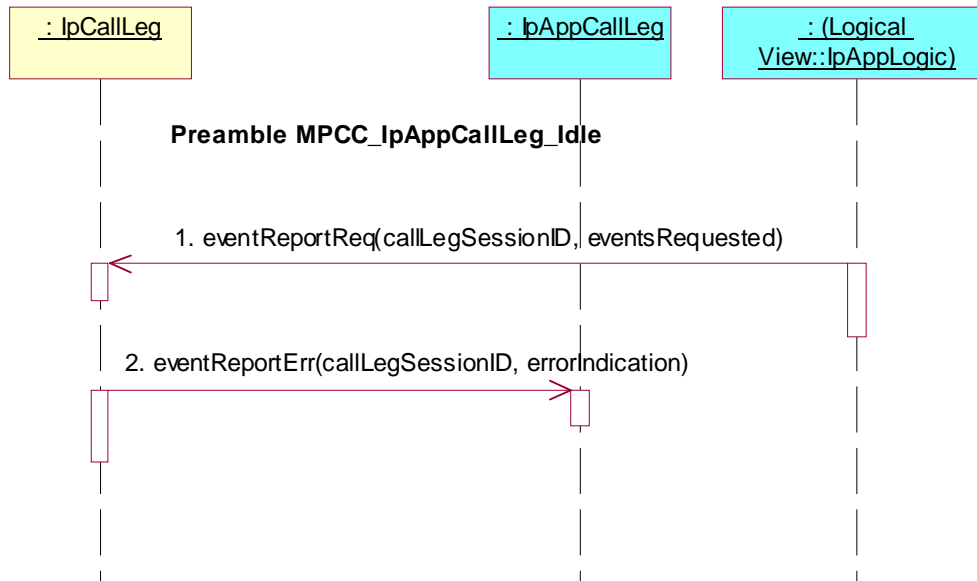 : IpCallLeg
: IpAppCallLeg
: (Logical
View::IpAppLogic)
Preamble MPCC_IpAppCallLeg_Idle
1. eventReportReq(callLegSessionID, eventsRequested)
2. eventReportErr(callLegSessionID, errorIndication)